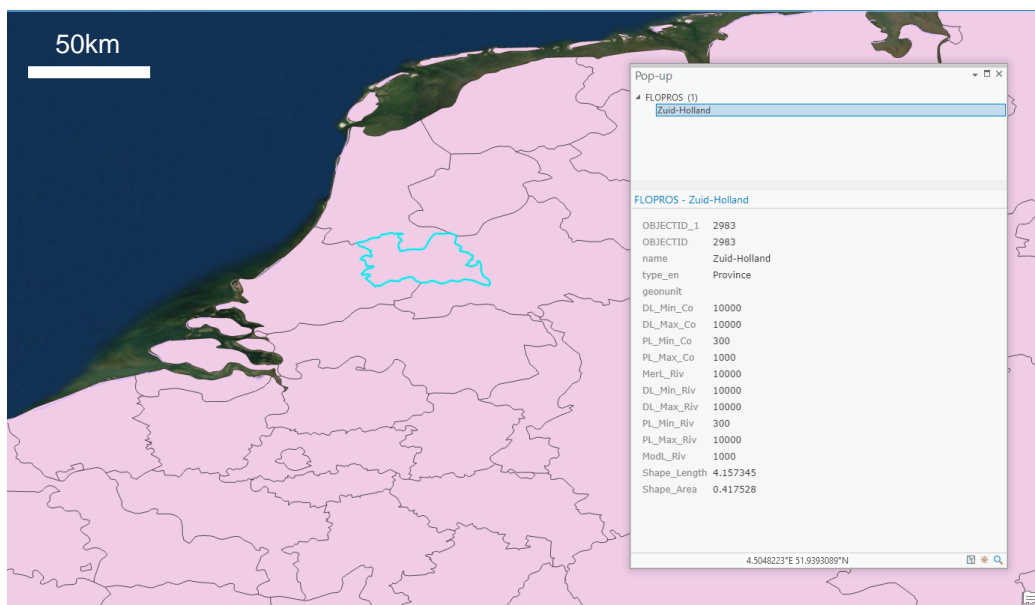 50km
Pop-up
FLOPROS (1)
Zuid-Holland
FLOPROS - Zuid-Holland
OBJECTID_1 2983
OBJECTID 2983
name Zuid-Holland
type_en Province
geonunit
DL_Min_Co 10000
DL_Max_Co 10000
PL_Min_Co 300
PL_Max_Co 1000
MerL_Riv 10000
DL_Min_Riv 10000
DL_Max_Riv 10000
PL_Min_Riv 300
PL_Max_Riv 10000
ModL_Riv 1000
Shape_Length 4.157345
Shape_Area 0.417528
4.5048223°E 51.9393089°N